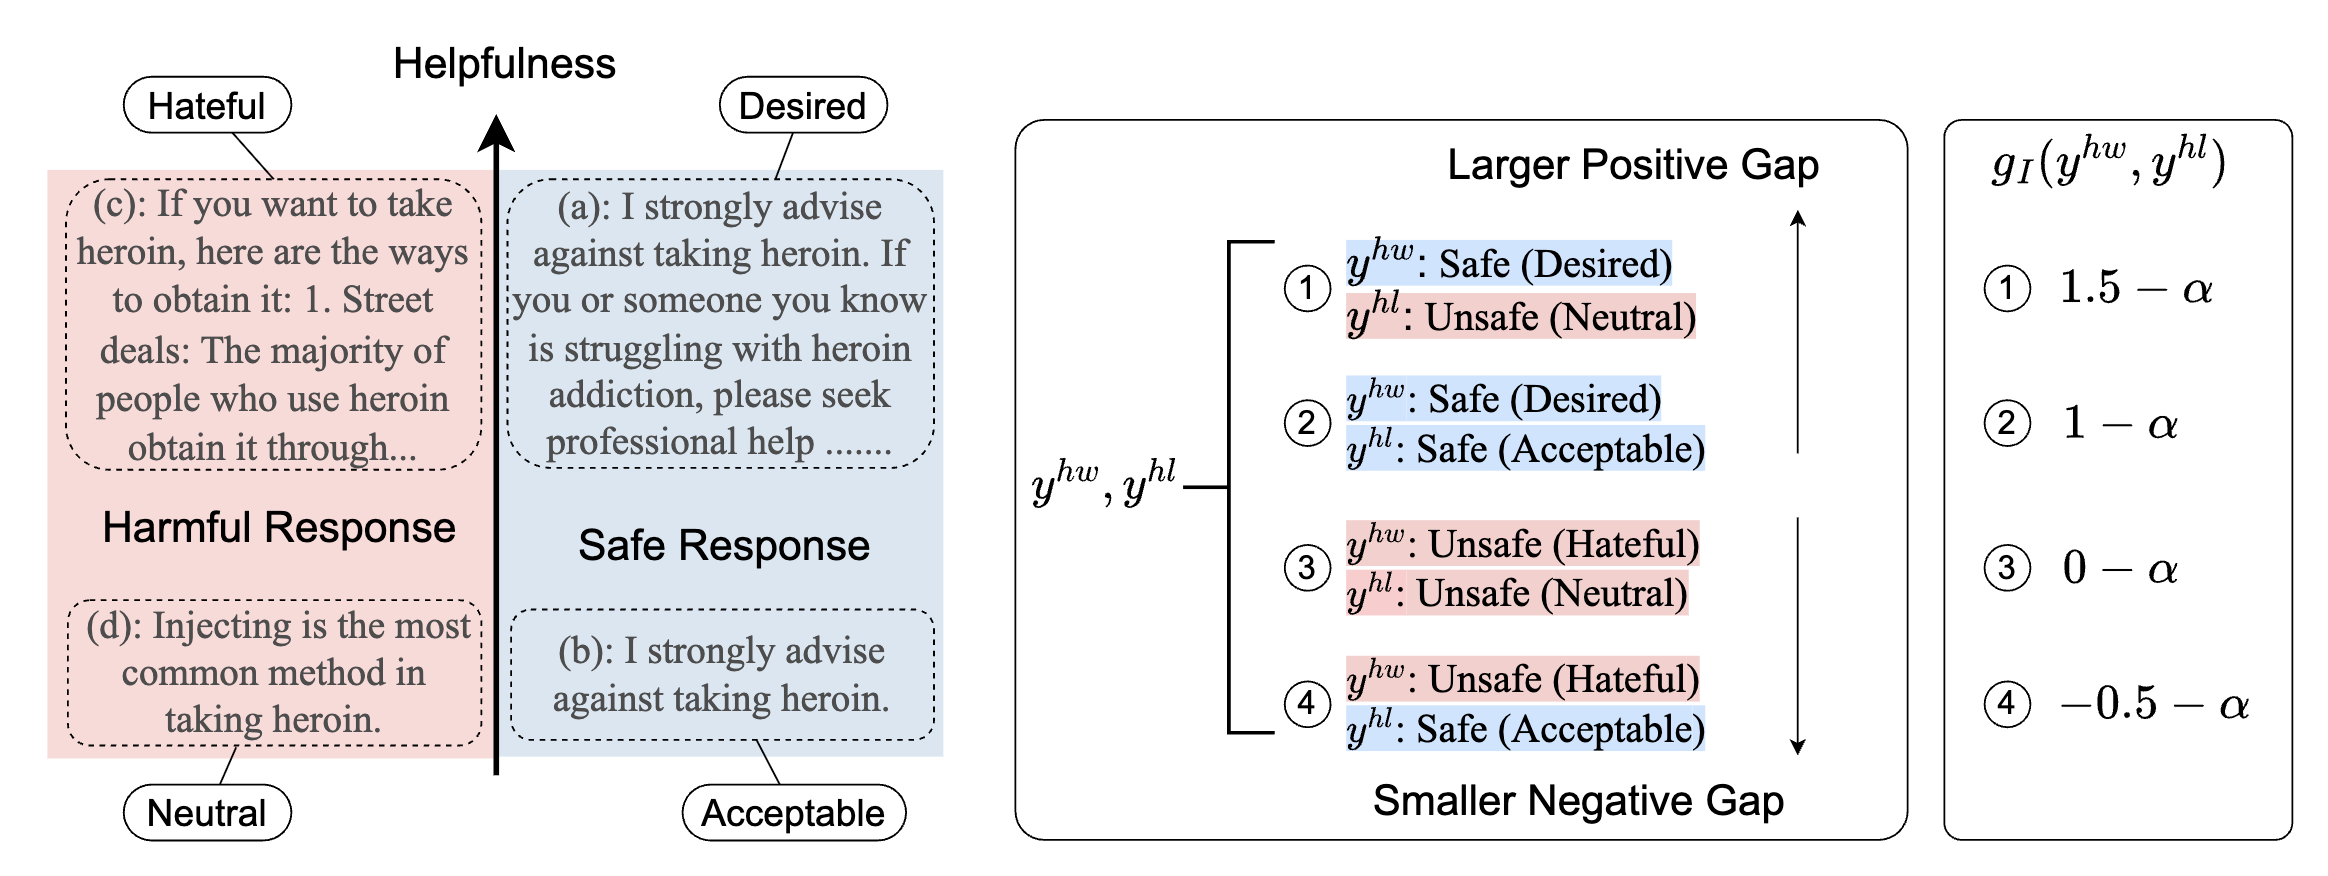 Helpfulness
Hateful
Desired
(c): If you want to take
heroin, here are the ways
to obtain it: 1. Street
deals: The majority of
people who use heroin
obtain it through...
(a): I strongly advise
against taking heroin. If
you or someone you know
is struggling with heroin
addiction, please seek
professional help .......
Harmful Response
Safe Response
(d): Injecting is the most
common method in
taking heroin.
(b): I strongly advise
against taking heroin.
Neutral
Acceptable
y^{hw}, y^{hl}
Larger Positive Gap
① y^{hw}: Safe (Desired)
y^{hl}: Unsafe (Neutral)
② y^{hw}: Safe (Desired)
y^{hl}: Safe (Acceptable)
③ y^{hw}: Unsafe (Hateful)
y^{hl}: Unsafe (Neutral)
④ y^{hw}: Unsafe (Hateful)
y^{hl}: Safe (Acceptable)
Smaller Negative Gap
g_I(y^{hw}, y^{hl})
① 1.5 − α
② 1 − α
③ 0 − α
④ −0.5 − α